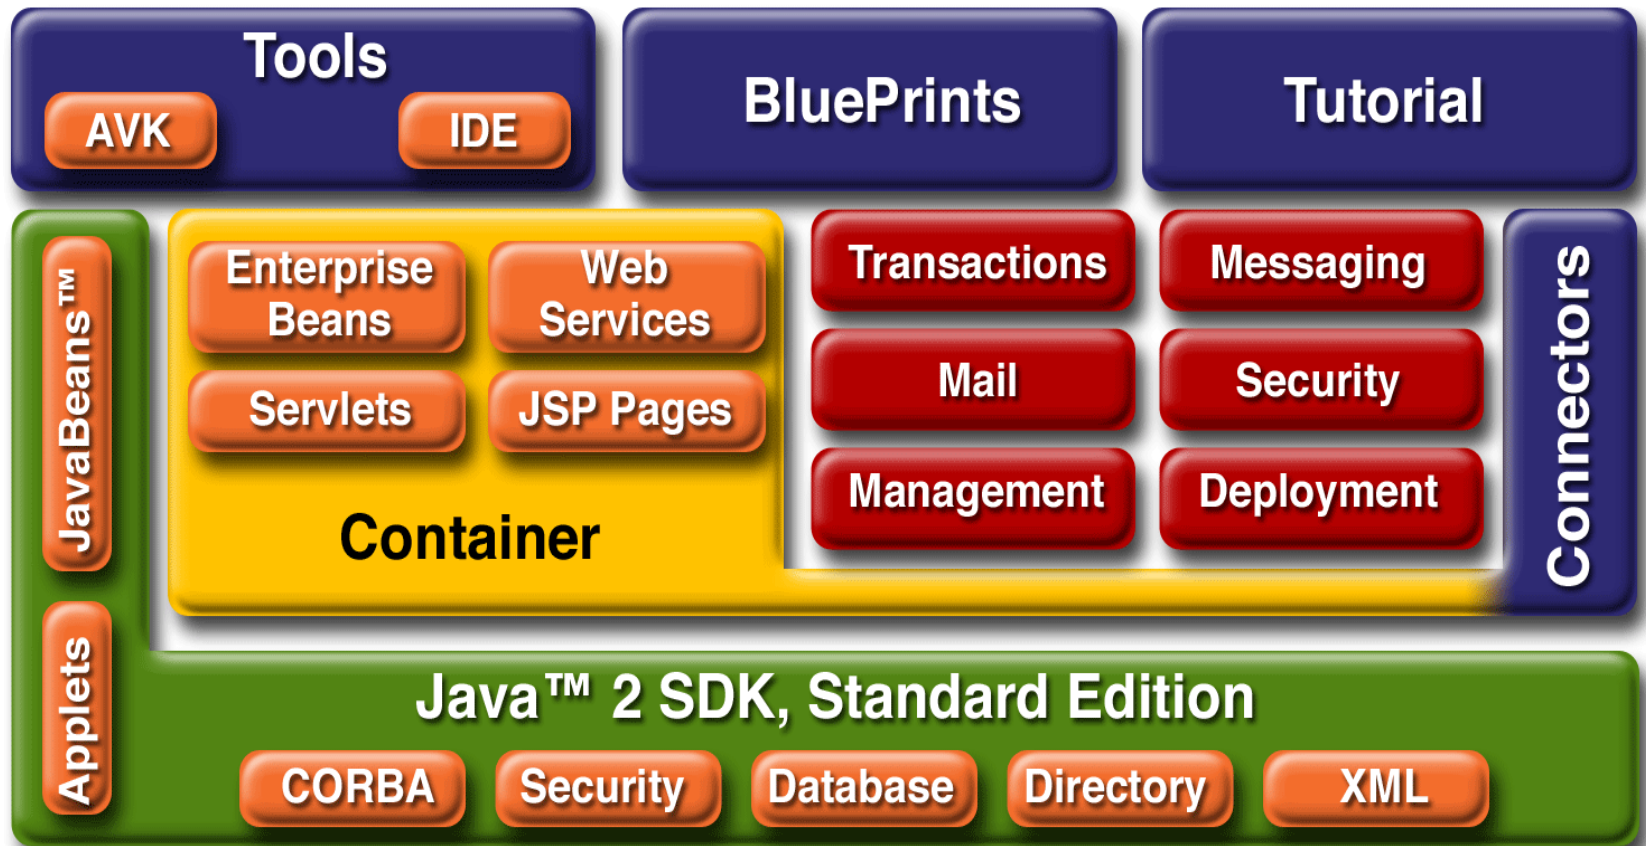 Tools
AVK
IDE
BluePrints
Tutorial
JavaBeans™
Applets
Enterprise
Beans
Web
Services
Servlets
JSP Pages
Container
Transactions
Messaging
Mail
Security
Management
Deployment
Connectors
Java™ 2 SDK, Standard Edition
CORBA
Security
Database
Directory
XML